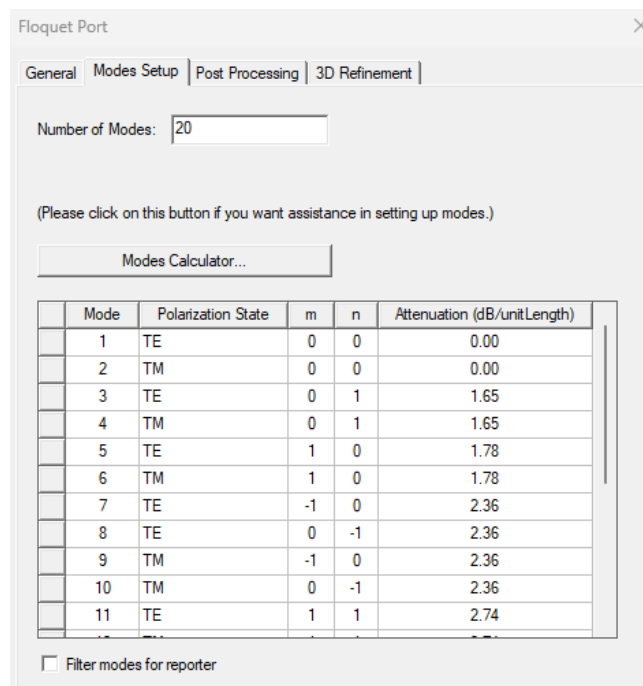 Floquet Port
General Modes Setup Post Processing 3D Refinement
Number of Modes: 20
(Please click on this button if you want assistance in setting up modes.)
Modes Calculator...
Mode Polarization State m n Attenuation (dB/unitLength)
1 TE 0 0 0.00
2 TM 0 0 0.00
3 TE 0 1 1.65
4 TM 0 1 1.65
5 TE 1 0 1.78
6 TM 1 0 1.78
7 TE -1 0 2.36
8 TE 0 -1 2.36
9 TM -1 0 2.36
10 TM 0 -1 2.36
11 TE 1 1 2.74
Filter modes for reporter